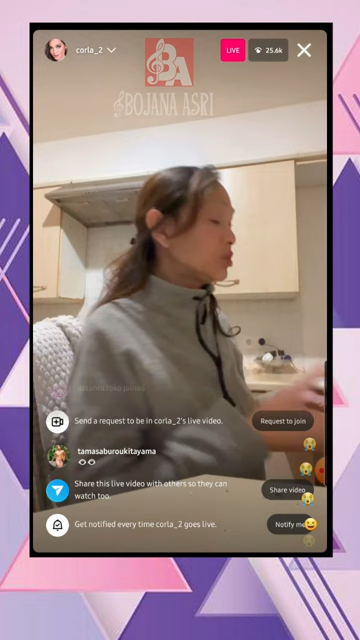 corla_2
LIVE
25.6k
BA
BOJANA ASRI
Send a request to be in corla_2's live video.
Request to join
tamasaburoukitayama
👀
Share this live video with others so they can
watch too.
Share video
Get notified every time corla_2 goes live.
Notify me